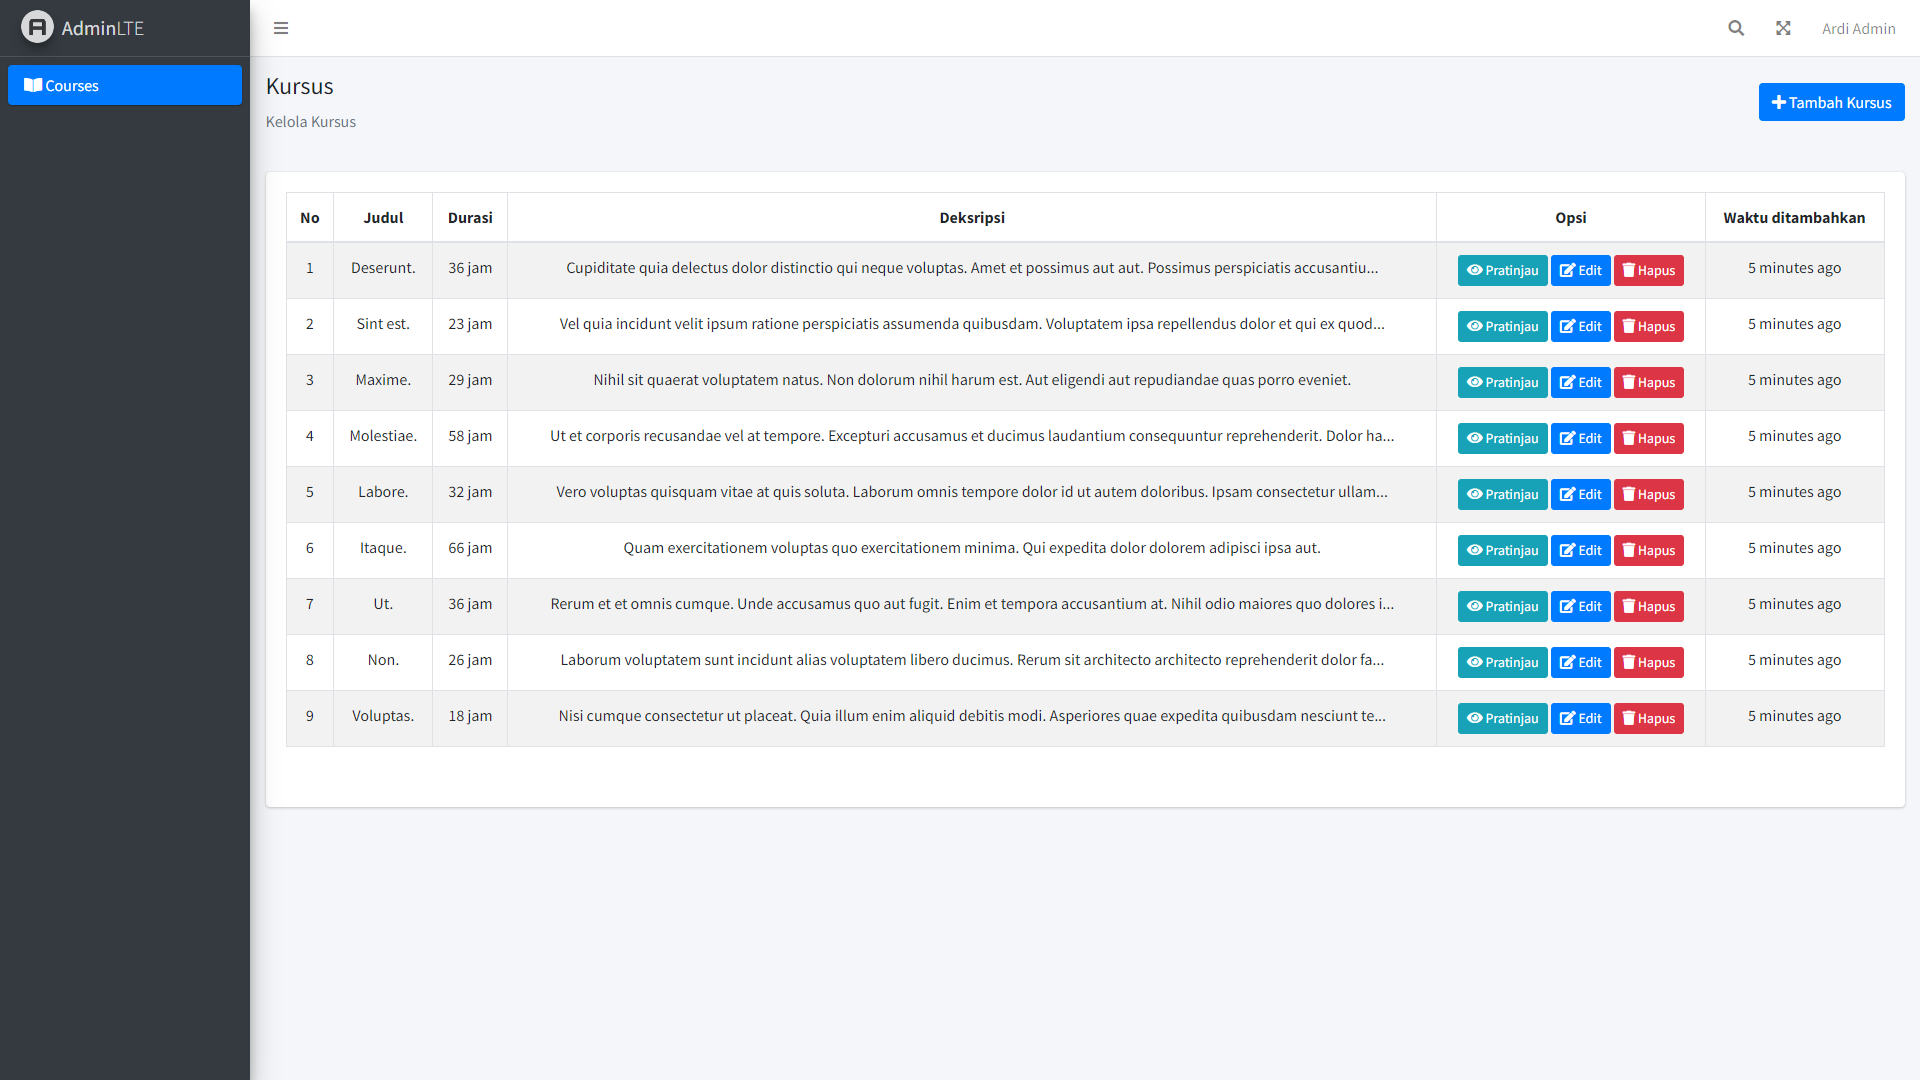 AdminLTE
Ardi Admin
Courses
Kursus
Kelola Kursus
Tambah Kursus
No Judul Durasi Deksripsi Opsi Waktu ditambahkan
1 Deserunt. 36 jam Cupiditate quia delectus dolor distinctio qui neque voluptas. Amet et possimus aut aut. Possimus perspiciatis accusantiu... Pratinjau Edit Hapus 5 minutes ago
2 Sint est. 23 jam Vel quia incidunt velit ipsum ratione perspiciatis assumenda quibusdam. Voluptatem ipsa repellendus dolor et qui ex quod... Pratinjau Edit Hapus 5 minutes ago
3 Maxime. 29 jam Nihil sit quaerat voluptatem natus. Non dolorum nihil harum est. Aut eligendi aut repudiandae quas porro eveniet. Pratinjau Edit Hapus 5 minutes ago
4 Molestiae. 58 jam Ut et corporis recusandae vel at tempore. Excepturi accusamus et ducimus laudantium consequuntur reprehenderit. Dolor ha... Pratinjau Edit Hapus 5 minutes ago
5 Labore. 32 jam Vero voluptas quisquam vitae at quis soluta. Laborum omnis tempore dolor id ut autem doloribus. Ipsam consectetur ullam... Pratinjau Edit Hapus 5 minutes ago
6 Itaque. 66 jam Quam exercitationem voluptas quo exercitationem minima. Qui expedita dolor dolorem adipisci ipsa aut. Pratinjau Edit Hapus 5 minutes ago
7 Ut. 36 jam Rerum et et omnis cumque. Unde accusamus quo aut fugit. Enim et tempora accusantium at. Nihil odio maiores quo dolores i... Pratinjau Edit Hapus 5 minutes ago
8 Non. 26 jam Laborum voluptatem sunt incidunt alias voluptatem libero ducimus. Rerum sit architecto architecto reprehenderit dolor fa... Pratinjau Edit Hapus 5 minutes ago
9 Voluptas. 18 jam Nisi cumque consectetur ut placeat. Quia illum enim aliquid debitis modi. Asperiores quae expedita quibusdam nesciunt te... Pratinjau Edit Hapus 5 minutes ago